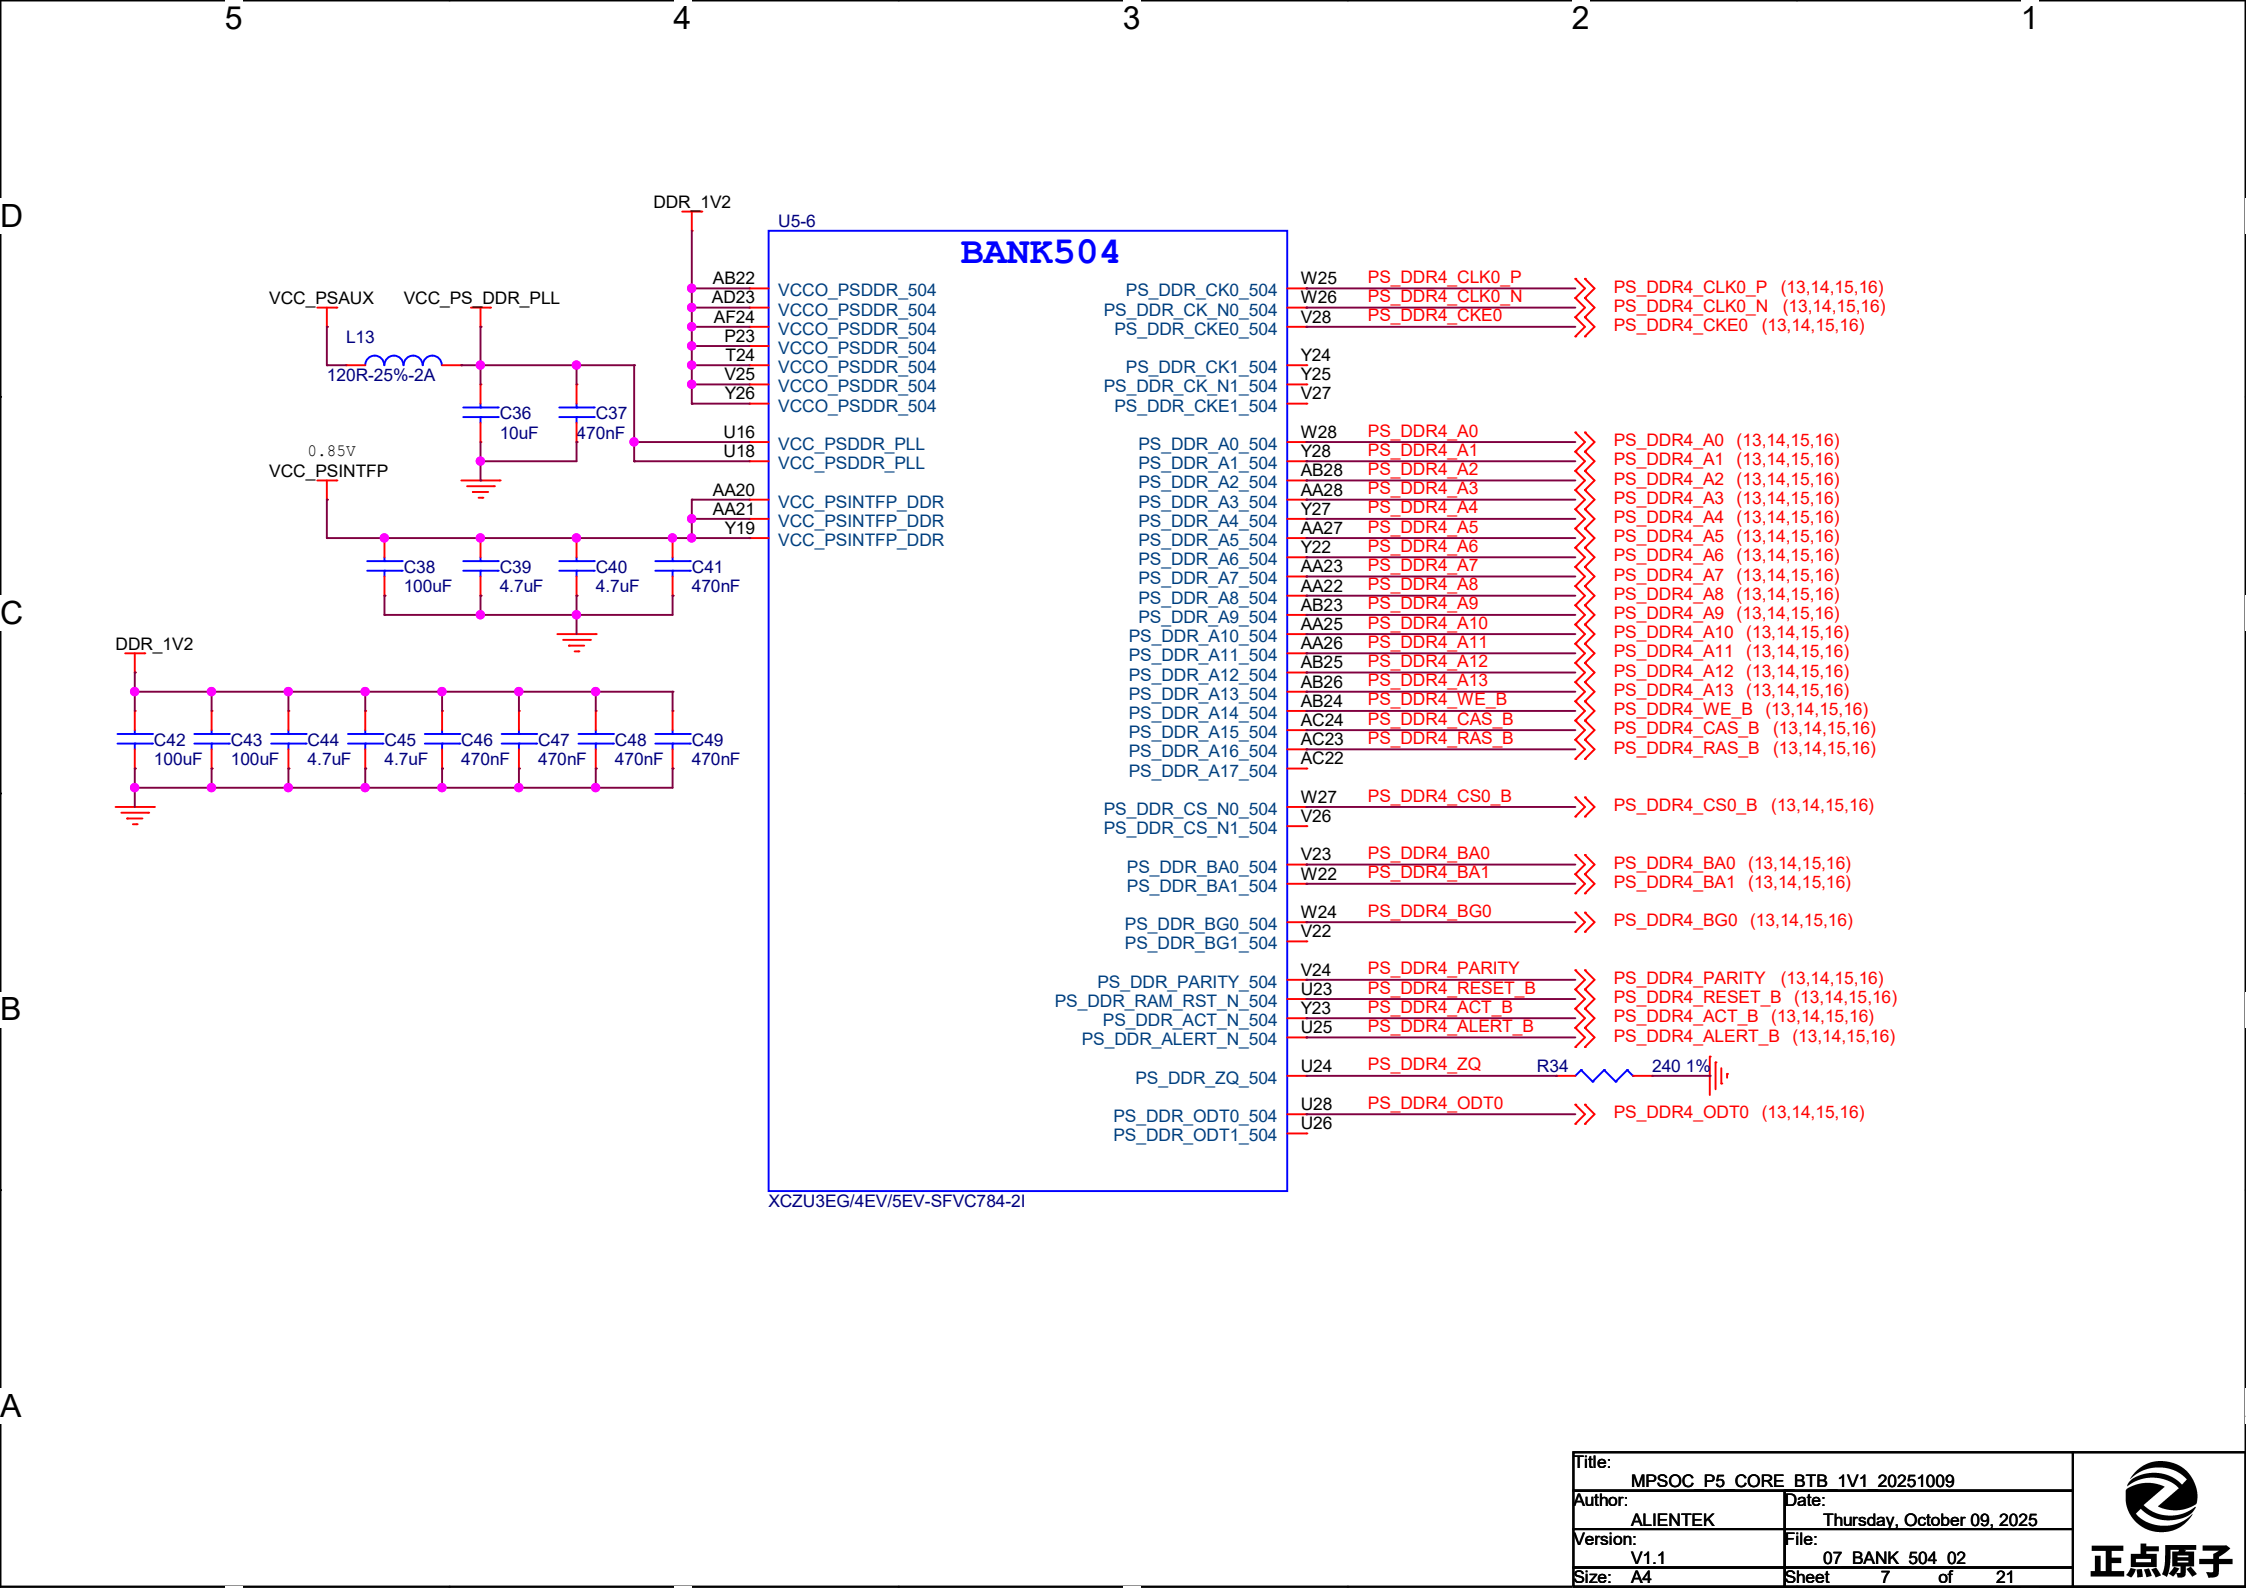 5 4 3 2 1
D
C
B
A
DDR_1V2
U5-6
BANK504
VCC_PSAUX VCC_PS_DDR_PLL
L13
120R-25%-2A
C36
10uF
C37
470nF
0.85V
VCC_PSINTFP
C38
100uF
C39
4.7uF
C40
4.7uF
C41
470nF
DDR_1V2
C42
100uF
C43
100uF
C44
4.7uF
C45
4.7uF
C46
470nF
C47
470nF
C48
470nF
C49
470nF
AB22 VCCO_PSDDR_504
AD23 VCCO_PSDDR_504
AF24 VCCO_PSDDR_504
P23 VCCO_PSDDR_504
T24 VCCO_PSDDR_504
V25 VCCO_PSDDR_504
Y26 VCCO_PSDDR_504
U16 VCC_PSDDR_PLL
U18 VCC_PSDDR_PLL
AA20 VCC_PSINTFP_DDR
AA21 VCC_PSINTFP_DDR
Y19 VCC_PSINTFP_DDR
PS_DDR_CK0_504 W25 PS_DDR4_CLK0_P PS_DDR4_CLK0_P (13,14,15,16)
PS_DDR_CK_N0_504 W26 PS_DDR4_CLK0_N PS_DDR4_CLK0_N (13,14,15,16)
PS_DDR_CKE0_504 V28 PS_DDR4_CKE0 PS_DDR4_CKE0 (13,14,15,16)
PS_DDR_CK1_504 Y24
PS_DDR_CK_N1_504 Y25
PS_DDR_CKE1_504 V27
PS_DDR_A0_504 W28 PS_DDR4_A0 PS_DDR4_A0 (13,14,15,16)
PS_DDR_A1_504 Y28 PS_DDR4_A1 PS_DDR4_A1 (13,14,15,16)
PS_DDR_A2_504 AB28 PS_DDR4_A2 PS_DDR4_A2 (13,14,15,16)
PS_DDR_A3_504 AA28 PS_DDR4_A3 PS_DDR4_A3 (13,14,15,16)
PS_DDR_A4_504 Y27 PS_DDR4_A4 PS_DDR4_A4 (13,14,15,16)
PS_DDR_A5_504 AA27 PS_DDR4_A5 PS_DDR4_A5 (13,14,15,16)
PS_DDR_A6_504 Y22 PS_DDR4_A6 PS_DDR4_A6 (13,14,15,16)
PS_DDR_A7_504 AA23 PS_DDR4_A7 PS_DDR4_A7 (13,14,15,16)
PS_DDR_A8_504 AA22 PS_DDR4_A8 PS_DDR4_A8 (13,14,15,16)
PS_DDR_A9_504 AB23 PS_DDR4_A9 PS_DDR4_A9 (13,14,15,16)
PS_DDR_A10_504 AA25 PS_DDR4_A10 PS_DDR4_A10 (13,14,15,16)
PS_DDR_A11_504 AA26 PS_DDR4_A11 PS_DDR4_A11 (13,14,15,16)
PS_DDR_A12_504 AB25 PS_DDR4_A12 PS_DDR4_A12 (13,14,15,16)
PS_DDR_A13_504 AB26 PS_DDR4_A13 PS_DDR4_A13 (13,14,15,16)
PS_DDR_A14_504 AB24 PS_DDR4_WE_B PS_DDR4_WE_B (13,14,15,16)
PS_DDR_A15_504 AC24 PS_DDR4_CAS_B PS_DDR4_CAS_B (13,14,15,16)
PS_DDR_A16_504 AC23 PS_DDR4_RAS_B PS_DDR4_RAS_B (13,14,15,16)
PS_DDR_A17_504 AC22
PS_DDR_CS_N0_504 W27 PS_DDR4_CS0_B PS_DDR4_CS0_B (13,14,15,16)
PS_DDR_CS_N1_504 V26
PS_DDR_BA0_504 V23 PS_DDR4_BA0 PS_DDR4_BA0 (13,14,15,16)
PS_DDR_BA1_504 W22 PS_DDR4_BA1 PS_DDR4_BA1 (13,14,15,16)
PS_DDR_BG0_504 W24 PS_DDR4_BG0 PS_DDR4_BG0 (13,14,15,16)
PS_DDR_BG1_504 V22
PS_DDR_PARITY_504 V24 PS_DDR4_PARITY PS_DDR4_PARITY (13,14,15,16)
PS_DDR_RAM_RST_N_504 U23 PS_DDR4_RESET_B PS_DDR4_RESET_B (13,14,15,16)
PS_DDR_ACT_N_504 Y23 PS_DDR4_ACT_B PS_DDR4_ACT_B (13,14,15,16)
PS_DDR_ALERT_N_504 U25 PS_DDR4_ALERT_B PS_DDR4_ALERT_B (13,14,15,16)
PS_DDR_ZQ_504 U24 PS_DDR4_ZQ R34 240 1%
PS_DDR_ODT0_504 U28 PS_DDR4_ODT0 PS_DDR4_ODT0 (13,14,15,16)
PS_DDR_ODT1_504 U26
XCZU3EG/4EV/5EV-SFVC784-2I
Title:
MPSOC_P5_CORE_BTB_1V1_20251009
Author: Date:
ALIENTEK Thursday, October 09, 2025
Version: File:
V1.1 07_BANK_504_02
Size: A4 Sheet 7 of 21
正点原子